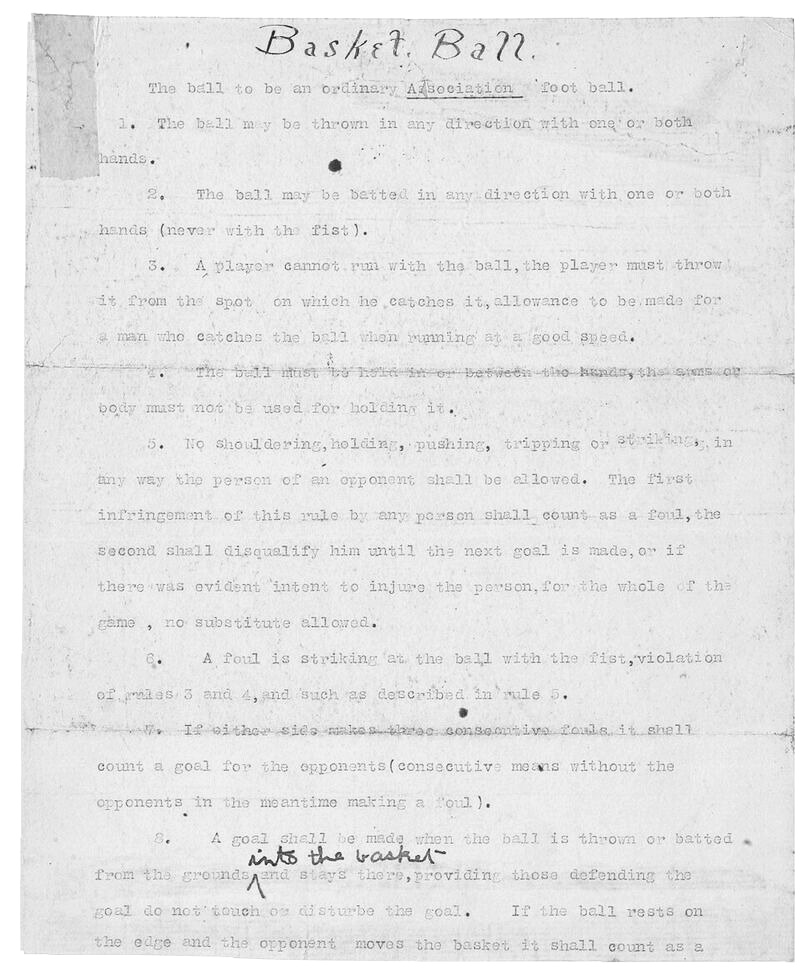 Basket Ball.
The ball to be an ordinary Association foot ball.
1. The ball may be thrown in any direction with one or both
hands.
2. The ball may be batted in any direction with one or both
hands (never with the fist).
3. A player cannot run with the ball,the player must throw
it from the spot on which he catches it,allowance to be made for
a man who catches the ball when running at a good speed.
4. The ball must be held in or between the hands,the arms or
body must not be used for holding it.
5. No shouldering,holding, pushing, tripping or striking, in
any way the person of an opponent shall be allowed. The first
infringement of this rule by any person shall count as a foul,the
second shall disqualify him until the next goal is made,or if
there was evident intent to injure the person,for the whole of the
game , no substitute allowed.
6. A foul is striking at the ball with the fist,violation
of rules 3 and 4,and such as described in rule 5.
7. If either side makes three consecutive fouls it shall
count a goal for the opponents(consecutive means without the
opponents in the meantime making a foul).
8. A goal shall be made when the ball is thrown or batted
into the basket
from the grounds and stays there,providing those defending the
goal do not touch or disturbe the goal. If the ball rests on
the edge and the opponent moves the basket it shall count as a